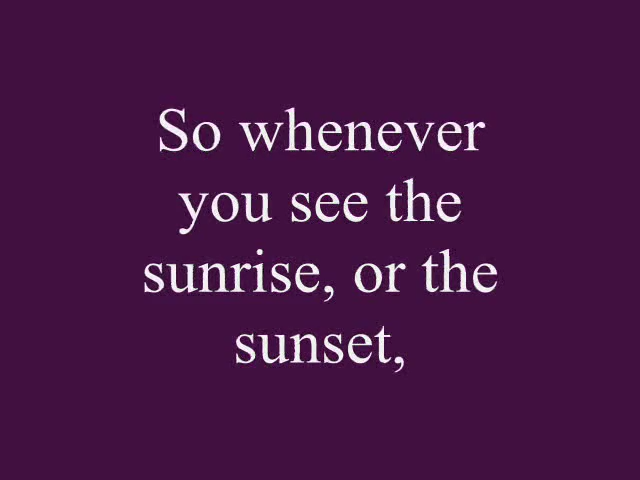 So whenever
you see the
sunrise, or the
sunset,